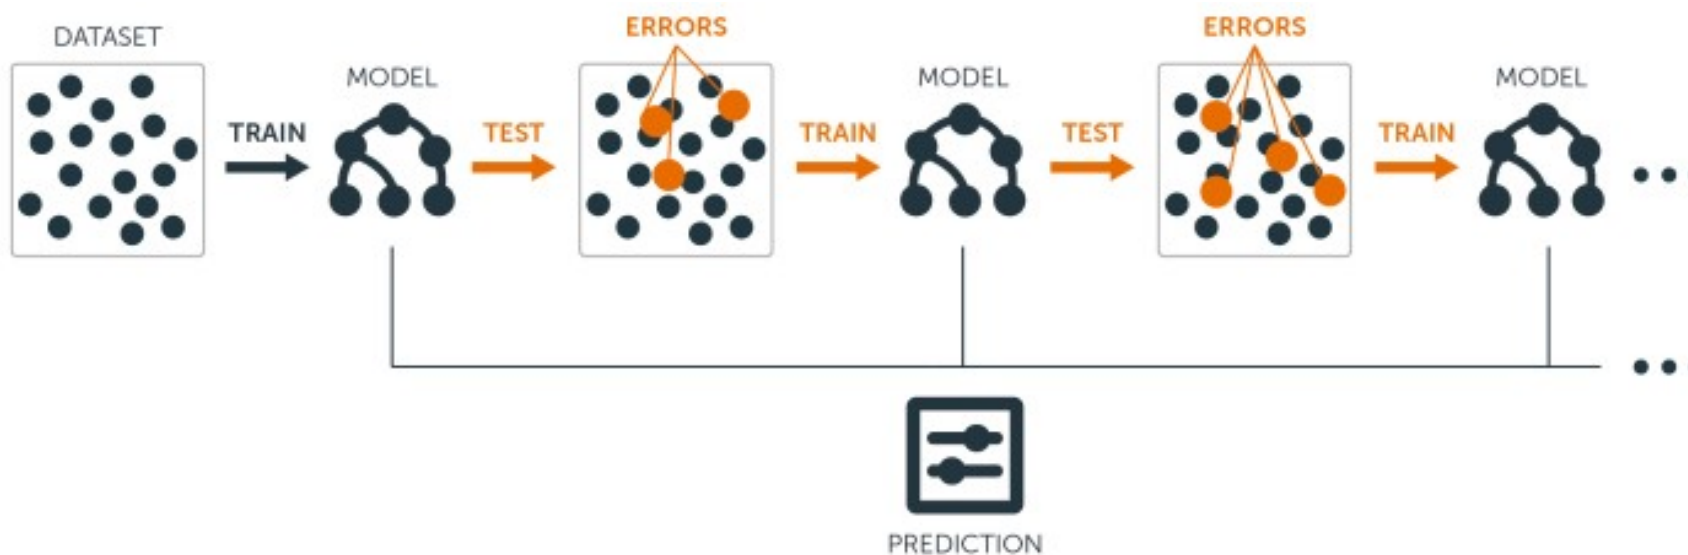 DATASET
TRAIN
MODEL
TEST
ERRORS
TRAIN
MODEL
TEST
ERRORS
TRAIN
MODEL
PREDICTION